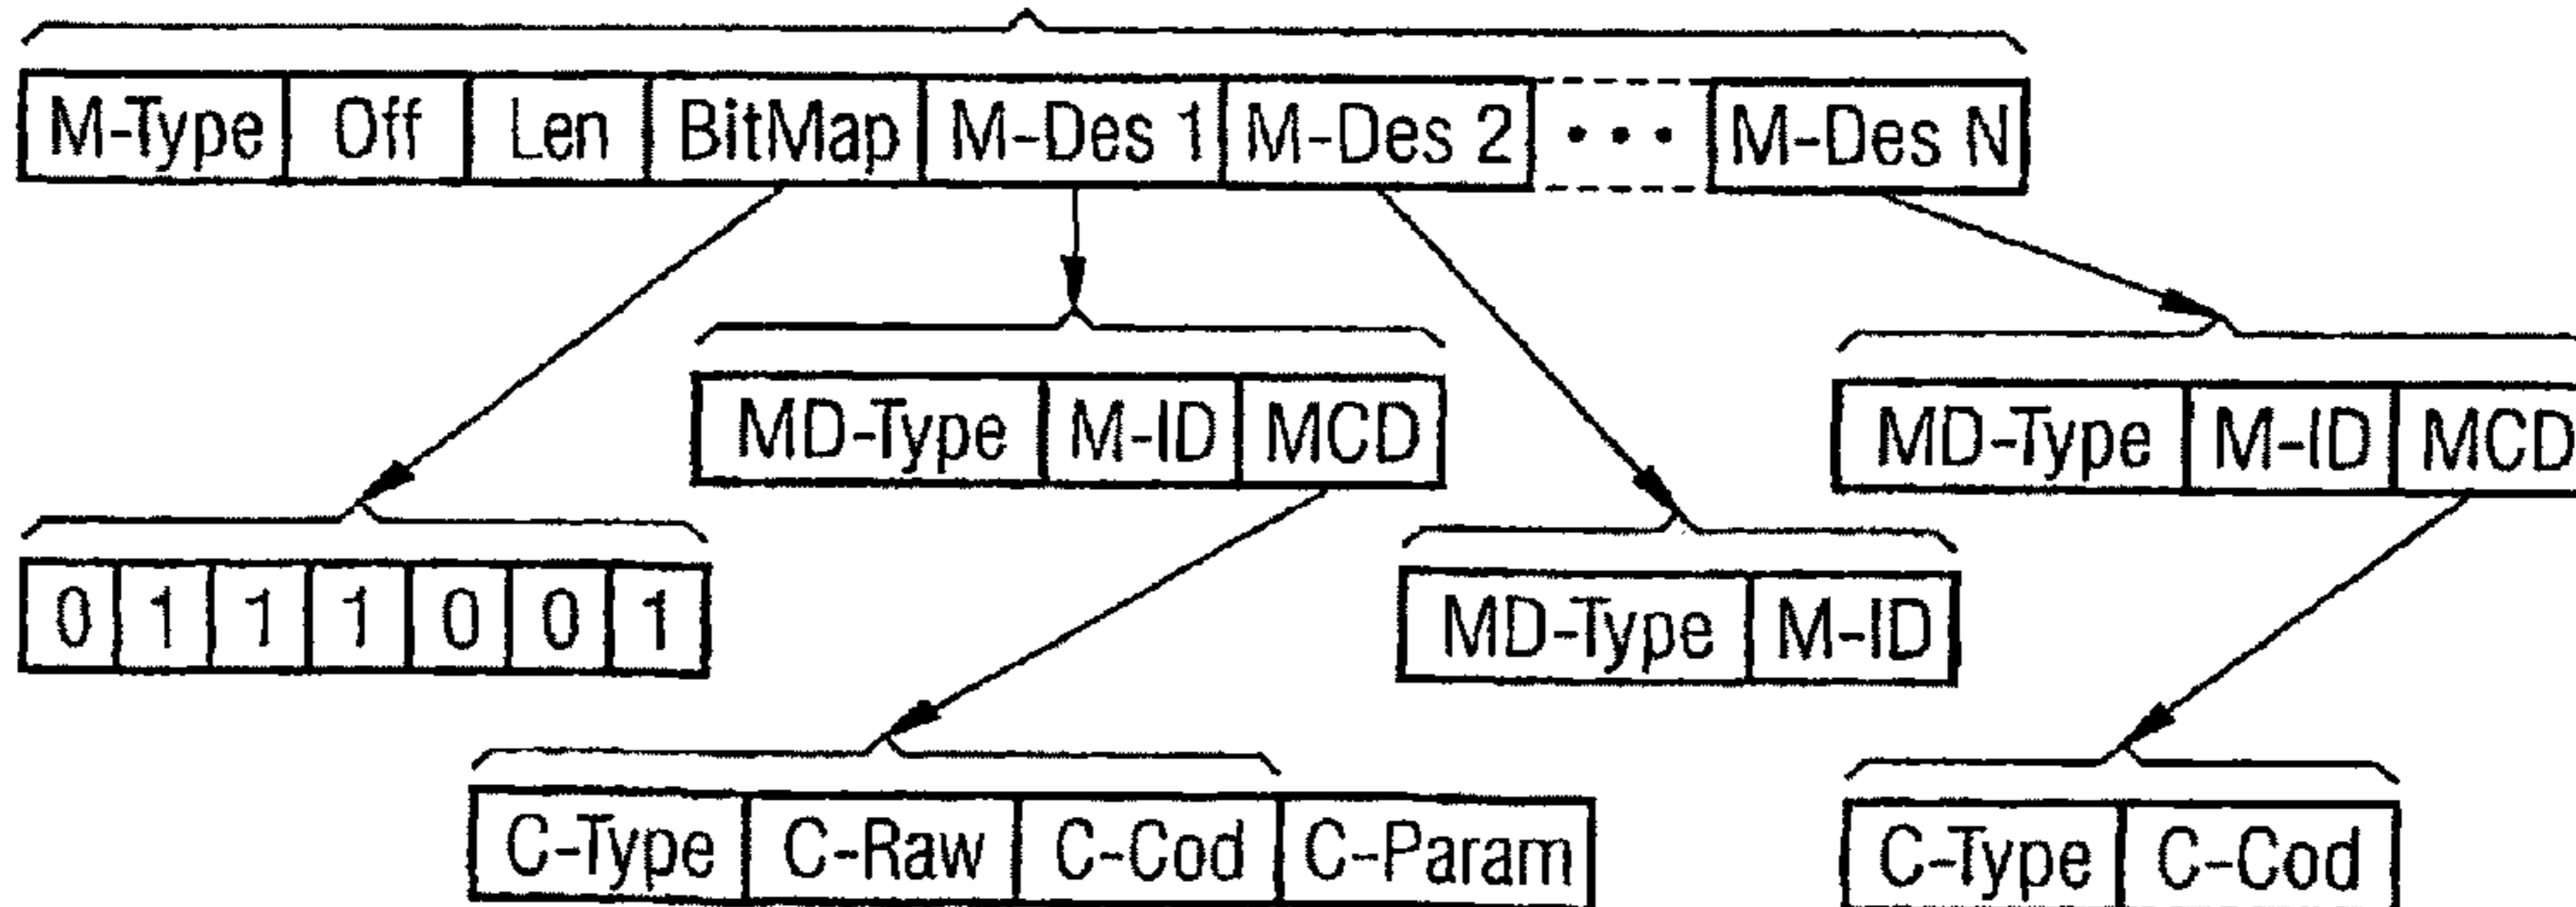 M-Type Off Len BitMap M-Des 1 M-Des 2 ••• M-Des N
MD-Type M-ID MCD MD-Type M-ID MCD
0 1 1 1 0 0 1 MD-Type M-ID
C-Type C-Raw C-Cod C-Param C-Type C-Cod